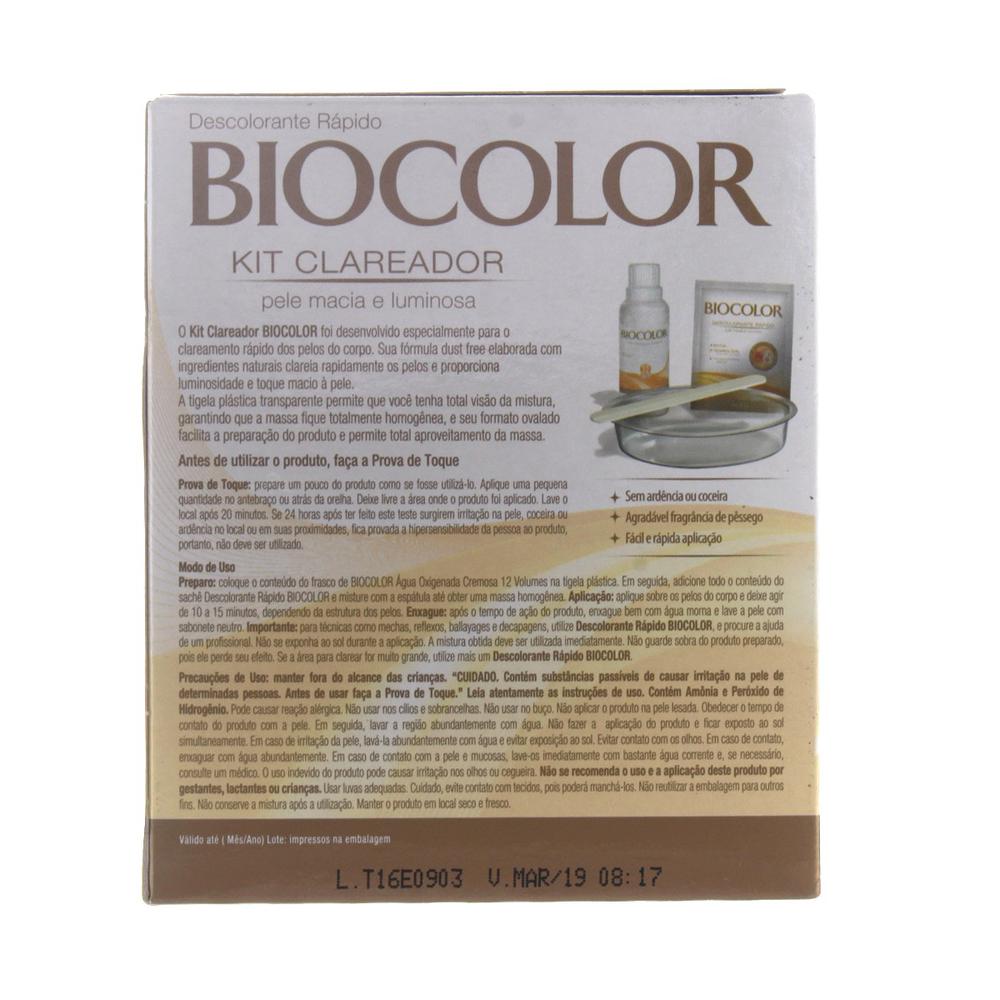 Descolorante Rápido
BIOCOLOR
KIT CLAREADOR
pele macia e luminosa
O Kit Clareador BIOCOLOR foi desenvolvido especialmente para o
clareamento rápido dos pelos do corpo. Sua fórmula dust free elaborada com
ingredientes naturais clareia rapidamente os pelos e proporciona
luminosidade e toque macio à pele.
A tigela plástica transparente permite que você tenha total visão da mistura,
garantindo que a massa fique totalmente homogênea, e seu formato ovalado
facilita a preparação do produto e permite total aproveitamento da massa.
Antes de utilizar o produto, faça a Prova de Toque
Prova de Toque: prepare um pouco do produto como se fosse utilizá-lo. Aplique uma pequena
quantidade no antebraço ou atrás da orelha. Deixe livre a área onde o produto foi aplicado. Lave o
local após 20 minutos. Se 24 horas após ter feito este teste surgirem irritação na pele, coceira ou
ardência no local ou em suas proximidades, fica provada a hipersensibilidade da pessoa ao produto,
portanto, não deve ser utilizado.
BIOCOLOR
BIOCOLOR
DESCOLORANTE RÁPIDO
Sem ardência ou coceira
Agradável fragrância de pêssego
Fácil e rápida aplicação
Modo de Uso
Preparo: coloque o conteúdo do frasco de BIOCOLOR Água Oxigenada Cremosa 12 Volumes na tigela plástica. Em seguida, adicione todo o conteúdo do
sachê Descolorante Rápido BIOCOLOR e misture com a espátula até obter uma massa homogênea. Aplicação: aplique sobre os pelos do corpo e deixe agir
de 10 a 15 minutos, dependendo da estrutura dos pelos. Enxague: após o tempo de ação do produto, enxague bem com água morna e lave a pele com
sabonete neutro. Importante: para técnicas como mechas, reflexos, ballayages e decapagens, utilize Descolorante Rápido BIOCOLOR, e procure a ajuda
de um profissional. Não se exponha ao sol durante a aplicação. A mistura obtida deve ser utilizada imediatamente. Não guarde sobra do produto preparado,
pois ele perde seu efeito. Se a área para clarear for muito grande, utilize mais um Descolorante Rápido BIOCOLOR.
Precauções de Uso: manter fora do alcance das crianças. “CUIDADO. Contém substâncias passíveis de causar irritação na pele de
determinadas pessoas. Antes de usar faça a Prova de Toque.” Leia atentamente as instruções de uso. Contém Amônia e Peróxido de
Hidrogênio. Pode causar reação alérgica. Não usar nos cílios e sobrancelhas. Não usar no buço. Não aplicar o produto na pele lesada. Obedecer o tempo de
contato do produto com a pele. Em seguida, lavar a região abundantemente com água. Não fazer a aplicação do produto e ficar exposto ao sol
simultaneamente. Em caso de irritação da pele, lavá-la abundantemente com água e evitar exposição ao sol. Evitar contato com os olhos. Em caso de contato,
enxaguar com água abundantemente. Em caso de contato com a pele e mucosas, lave-os imediatamente com bastante água corrente e, se necessário,
consulte um médico. O uso indevido do produto pode causar irritação nos olhos ou cegueira. Não se recomenda o uso e a aplicação deste produto por
gestantes, lactantes ou crianças. Usar luvas adequadas. Cuidado, evite contato com tecidos, pois poderá manchá-los. Não reutilizar a embalagem para outros
fins. Não conserve a mistura após a utilização. Manter o produto em local seco e fresco.
Válido até ( Mês/Ano) Lote: impressos na embalagem
L.T16E0903 V.MAR/19 08:17